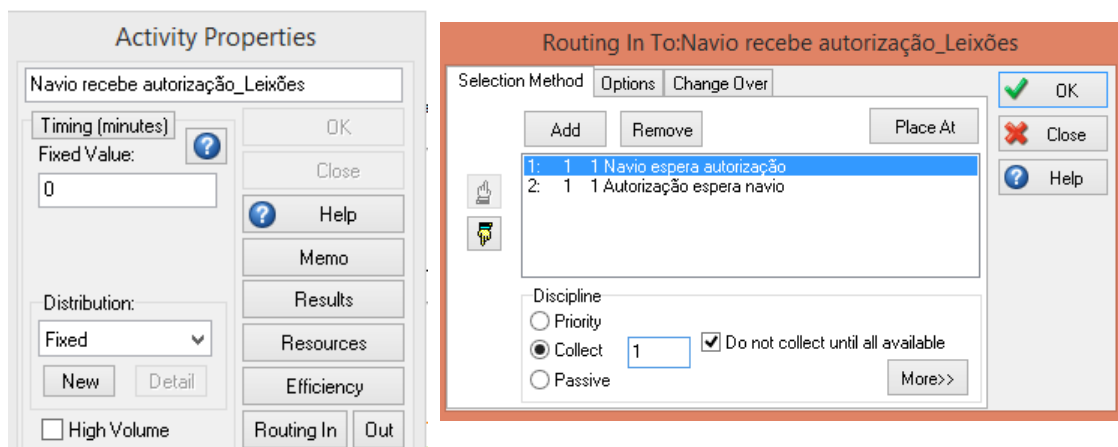 Activity Properties
Navio recebe autorização_Leixões
Timing (minutes)
OK
Fixed Value:
Close
0
Help
Memo
Results
Distribution:
Fixed
Resources
New
Detail
Efficiency
High Volume
Routing In
Out
Routing In To:Navio recebe autorização_Leixões
Selection Method
Options
Change Over
OK
Add
Remove
Place At
Close
1: 1 1 Navio espera autorização
Help
2: 1 1 Autorização espera navio
Discipline
Priority
Collect
1
Do not collect until all available
Passive
More>>